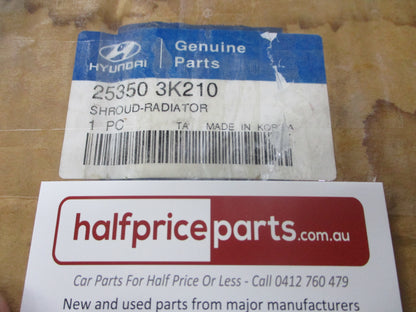 HYUNDAI
Genuine
Parts
25350 3K210
SHROUD-RADIATOR
1 PC TA MADE IN KOREA
halfpriceparts.com.au
Car Parts For Half Price Or Less - Call 0412 760 479
New and used parts from major manufacturers